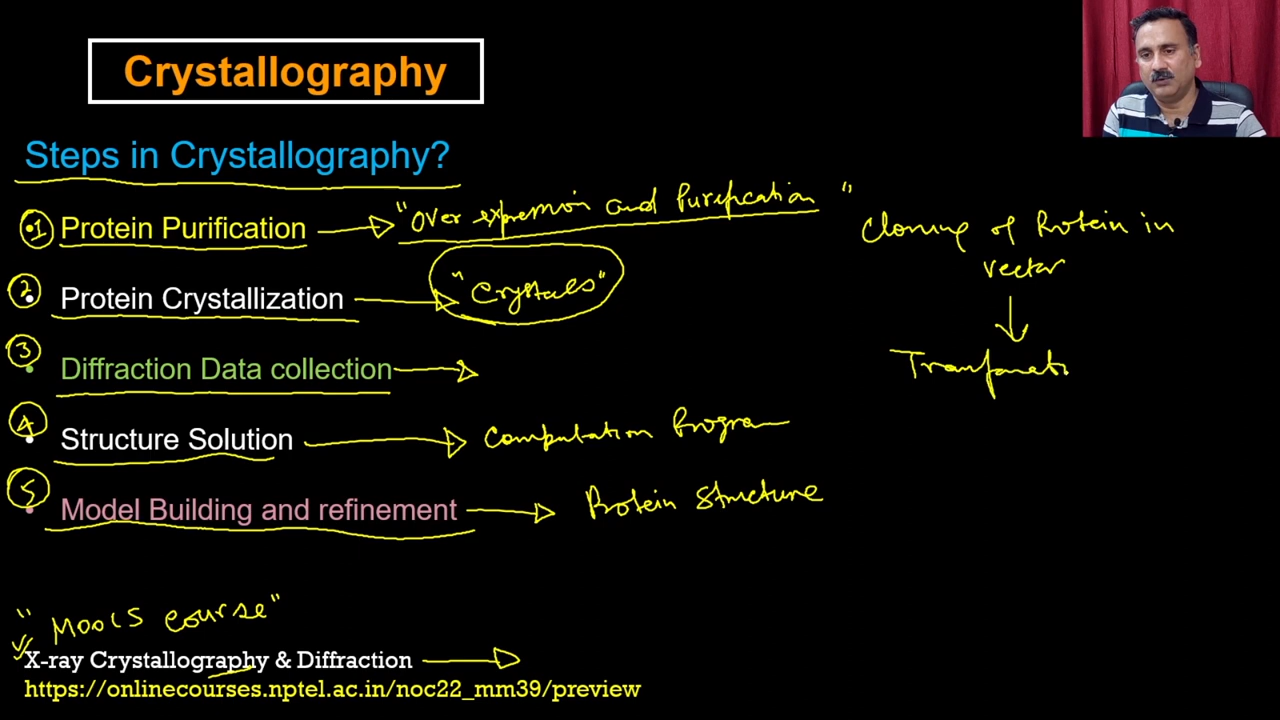 Crystallography
Steps in Crystallography?
1 Protein Purification "Over expression and Purification"
2 Protein Crystallization "Crystals"
3 Diffraction Data collection
4 Structure Solution Computation Program
5 Model Building and refinement Protein Structure
Cloning of Protein in
vector
Tranfomati
"MOOCS course"
X-ray Crystallography & Diffraction
https://onlinecourses.nptel.ac.in/noc22_mm39/preview